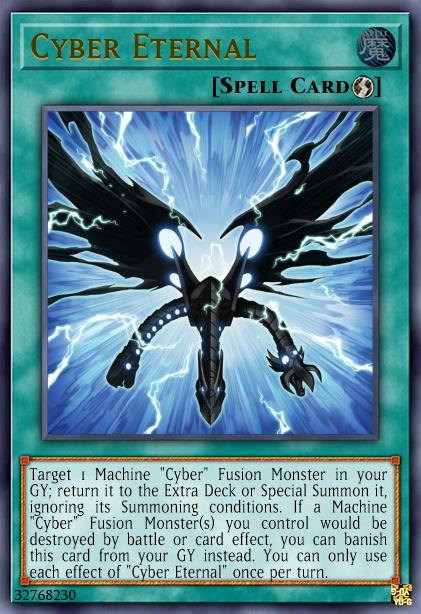 Cyber Eternal
魔
[Spell Card]
Target 1 Machine "Cyber" Fusion Monster in your
GY; return it to the Extra Deck or Special Summon it,
ignoring its Summoning conditions. If a Machine
"Cyber" Fusion Monster(s) you control would be
destroyed by battle or card effect, you can banish
this card from your GY instead. You can only use
each effect of "Cyber Eternal" once per turn.
32768230